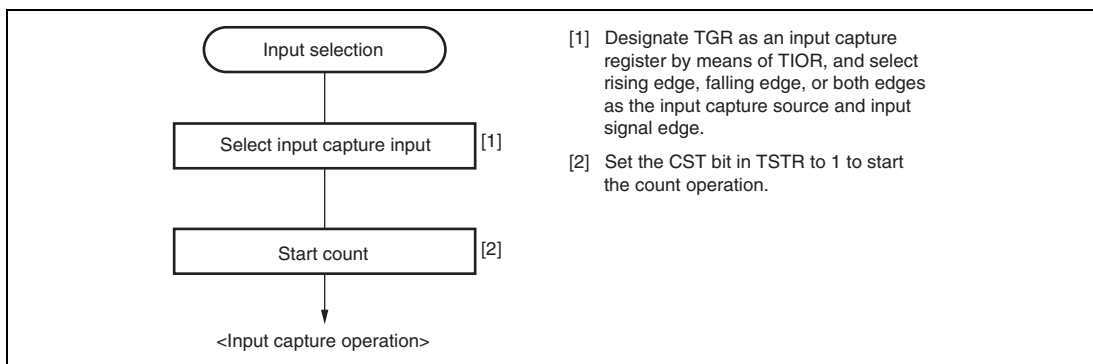 Input selection
Select input capture input
[1]
Start count
[2]
<Input capture operation>
[1] Designate TGR as an input capture
register by means of TIOR, and select
rising edge, falling edge, or both edges
as the input capture source and input
signal edge.
[2] Set the CST bit in TSTR to 1 to start
the count operation.